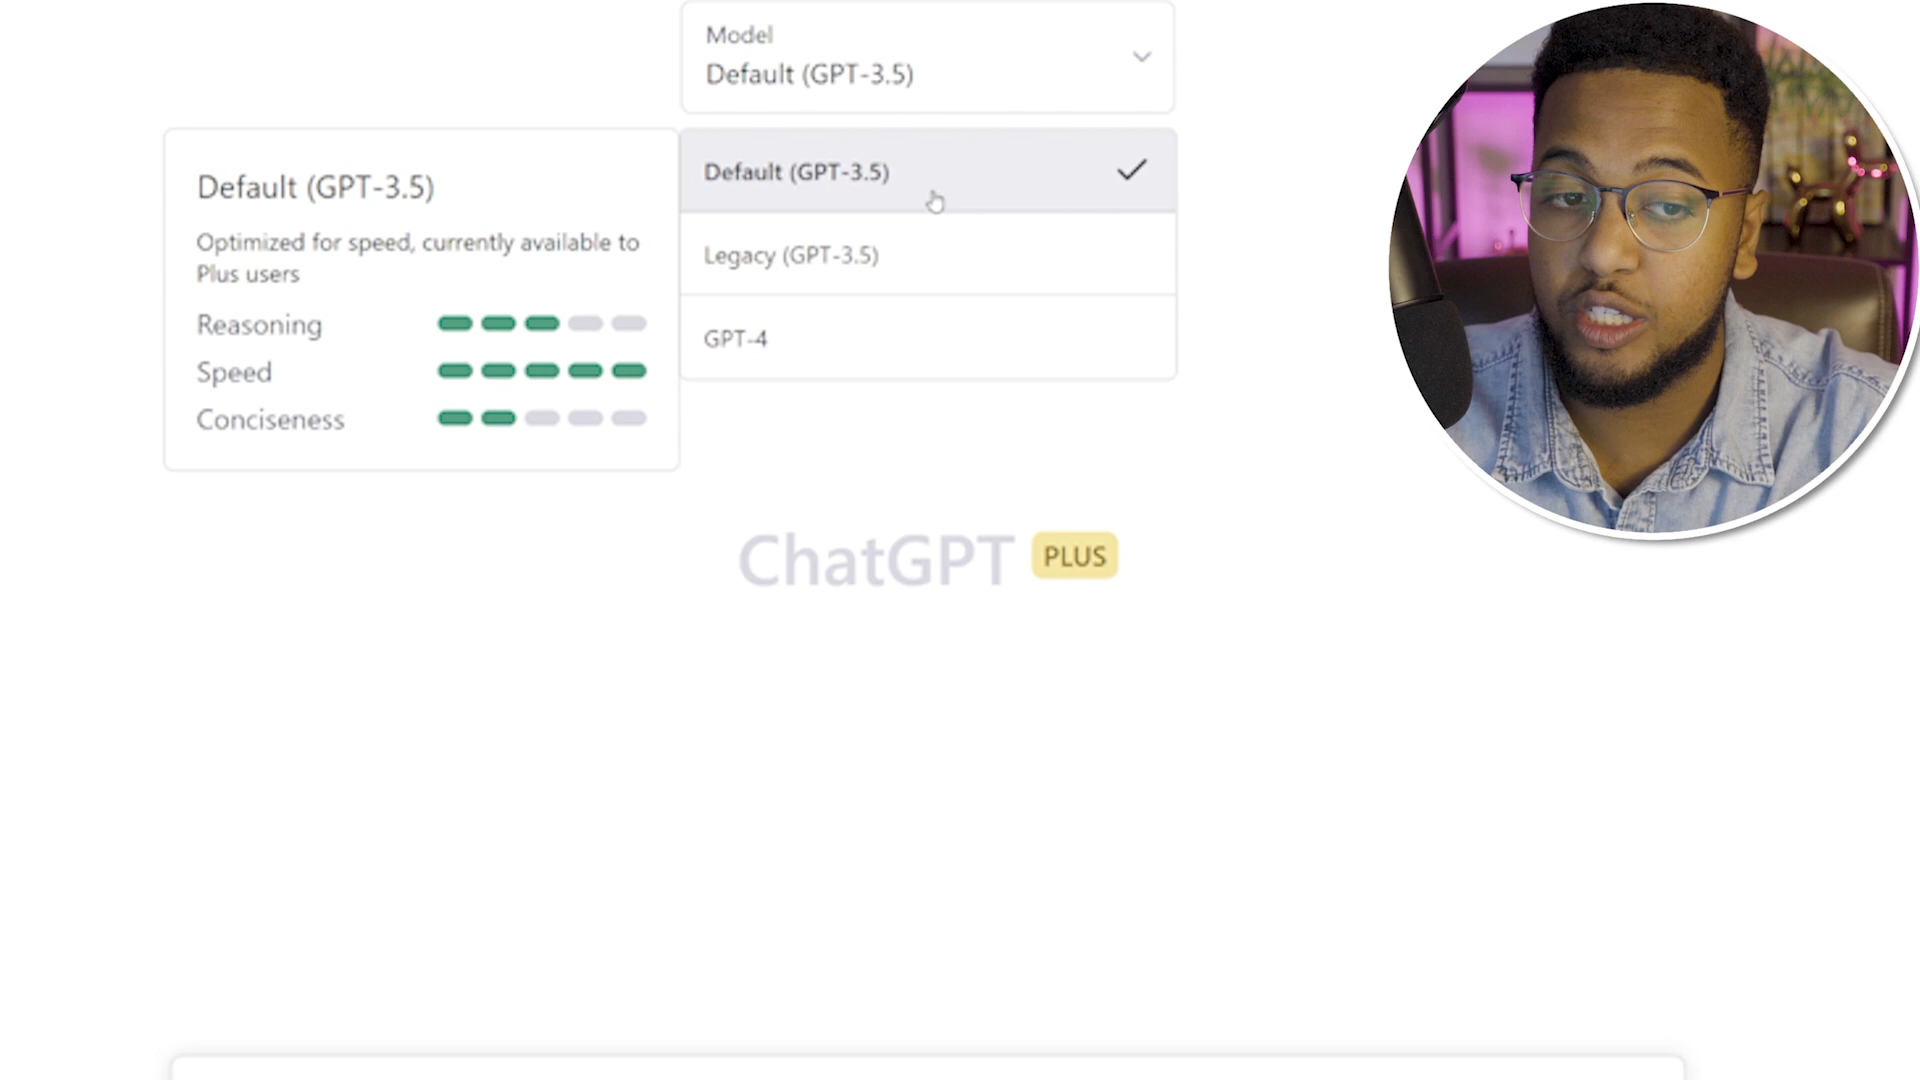 Model
Default (GPT-3.5)
Default (GPT-3.5)
Legacy (GPT-3.5)
GPT-4
Default (GPT-3.5)
Optimized for speed, currently available to
Plus users
Reasoning
Speed
Conciseness
ChatGPT PLUS